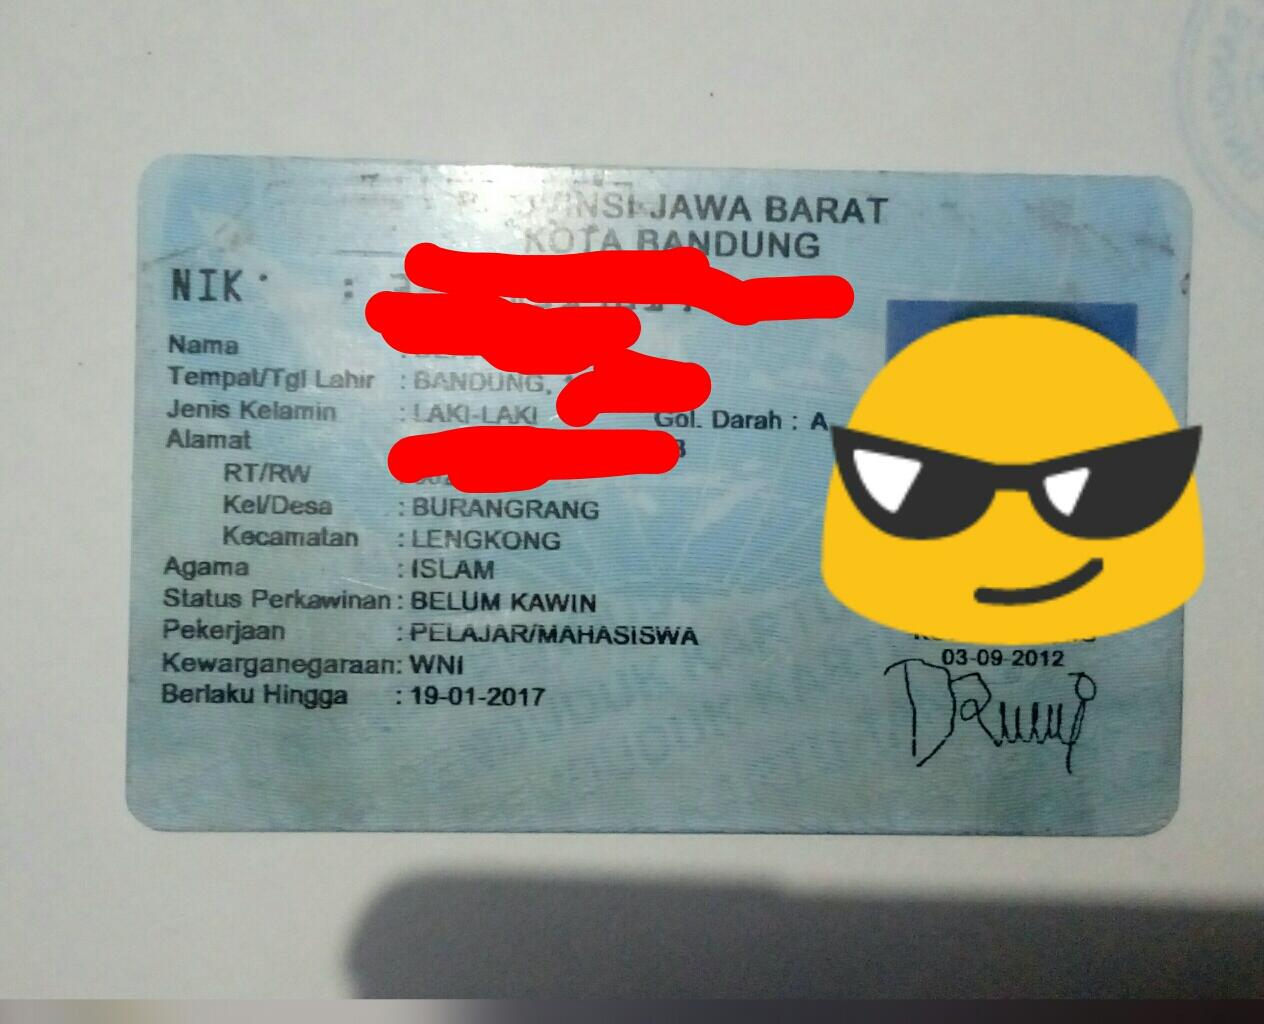 PROVINSI JAWA BARAT
KOTA BANDUNG
NIK :
Nama :
Tempat/Tgl Lahir : BANDUNG,
Jenis Kelamin : LAKI-LAKI Gol. Darah : A
Alamat
RT/RW
Kel/Desa : BURANGRANG
Kecamatan : LENGKONG
Agama : ISLAM
Status Perkawinan : BELUM KAWIN
Pekerjaan : PELAJAR/MAHASISWA
Kewarganegaraan: WNI
Berlaku Hingga : 19-01-2017
03-09-2012